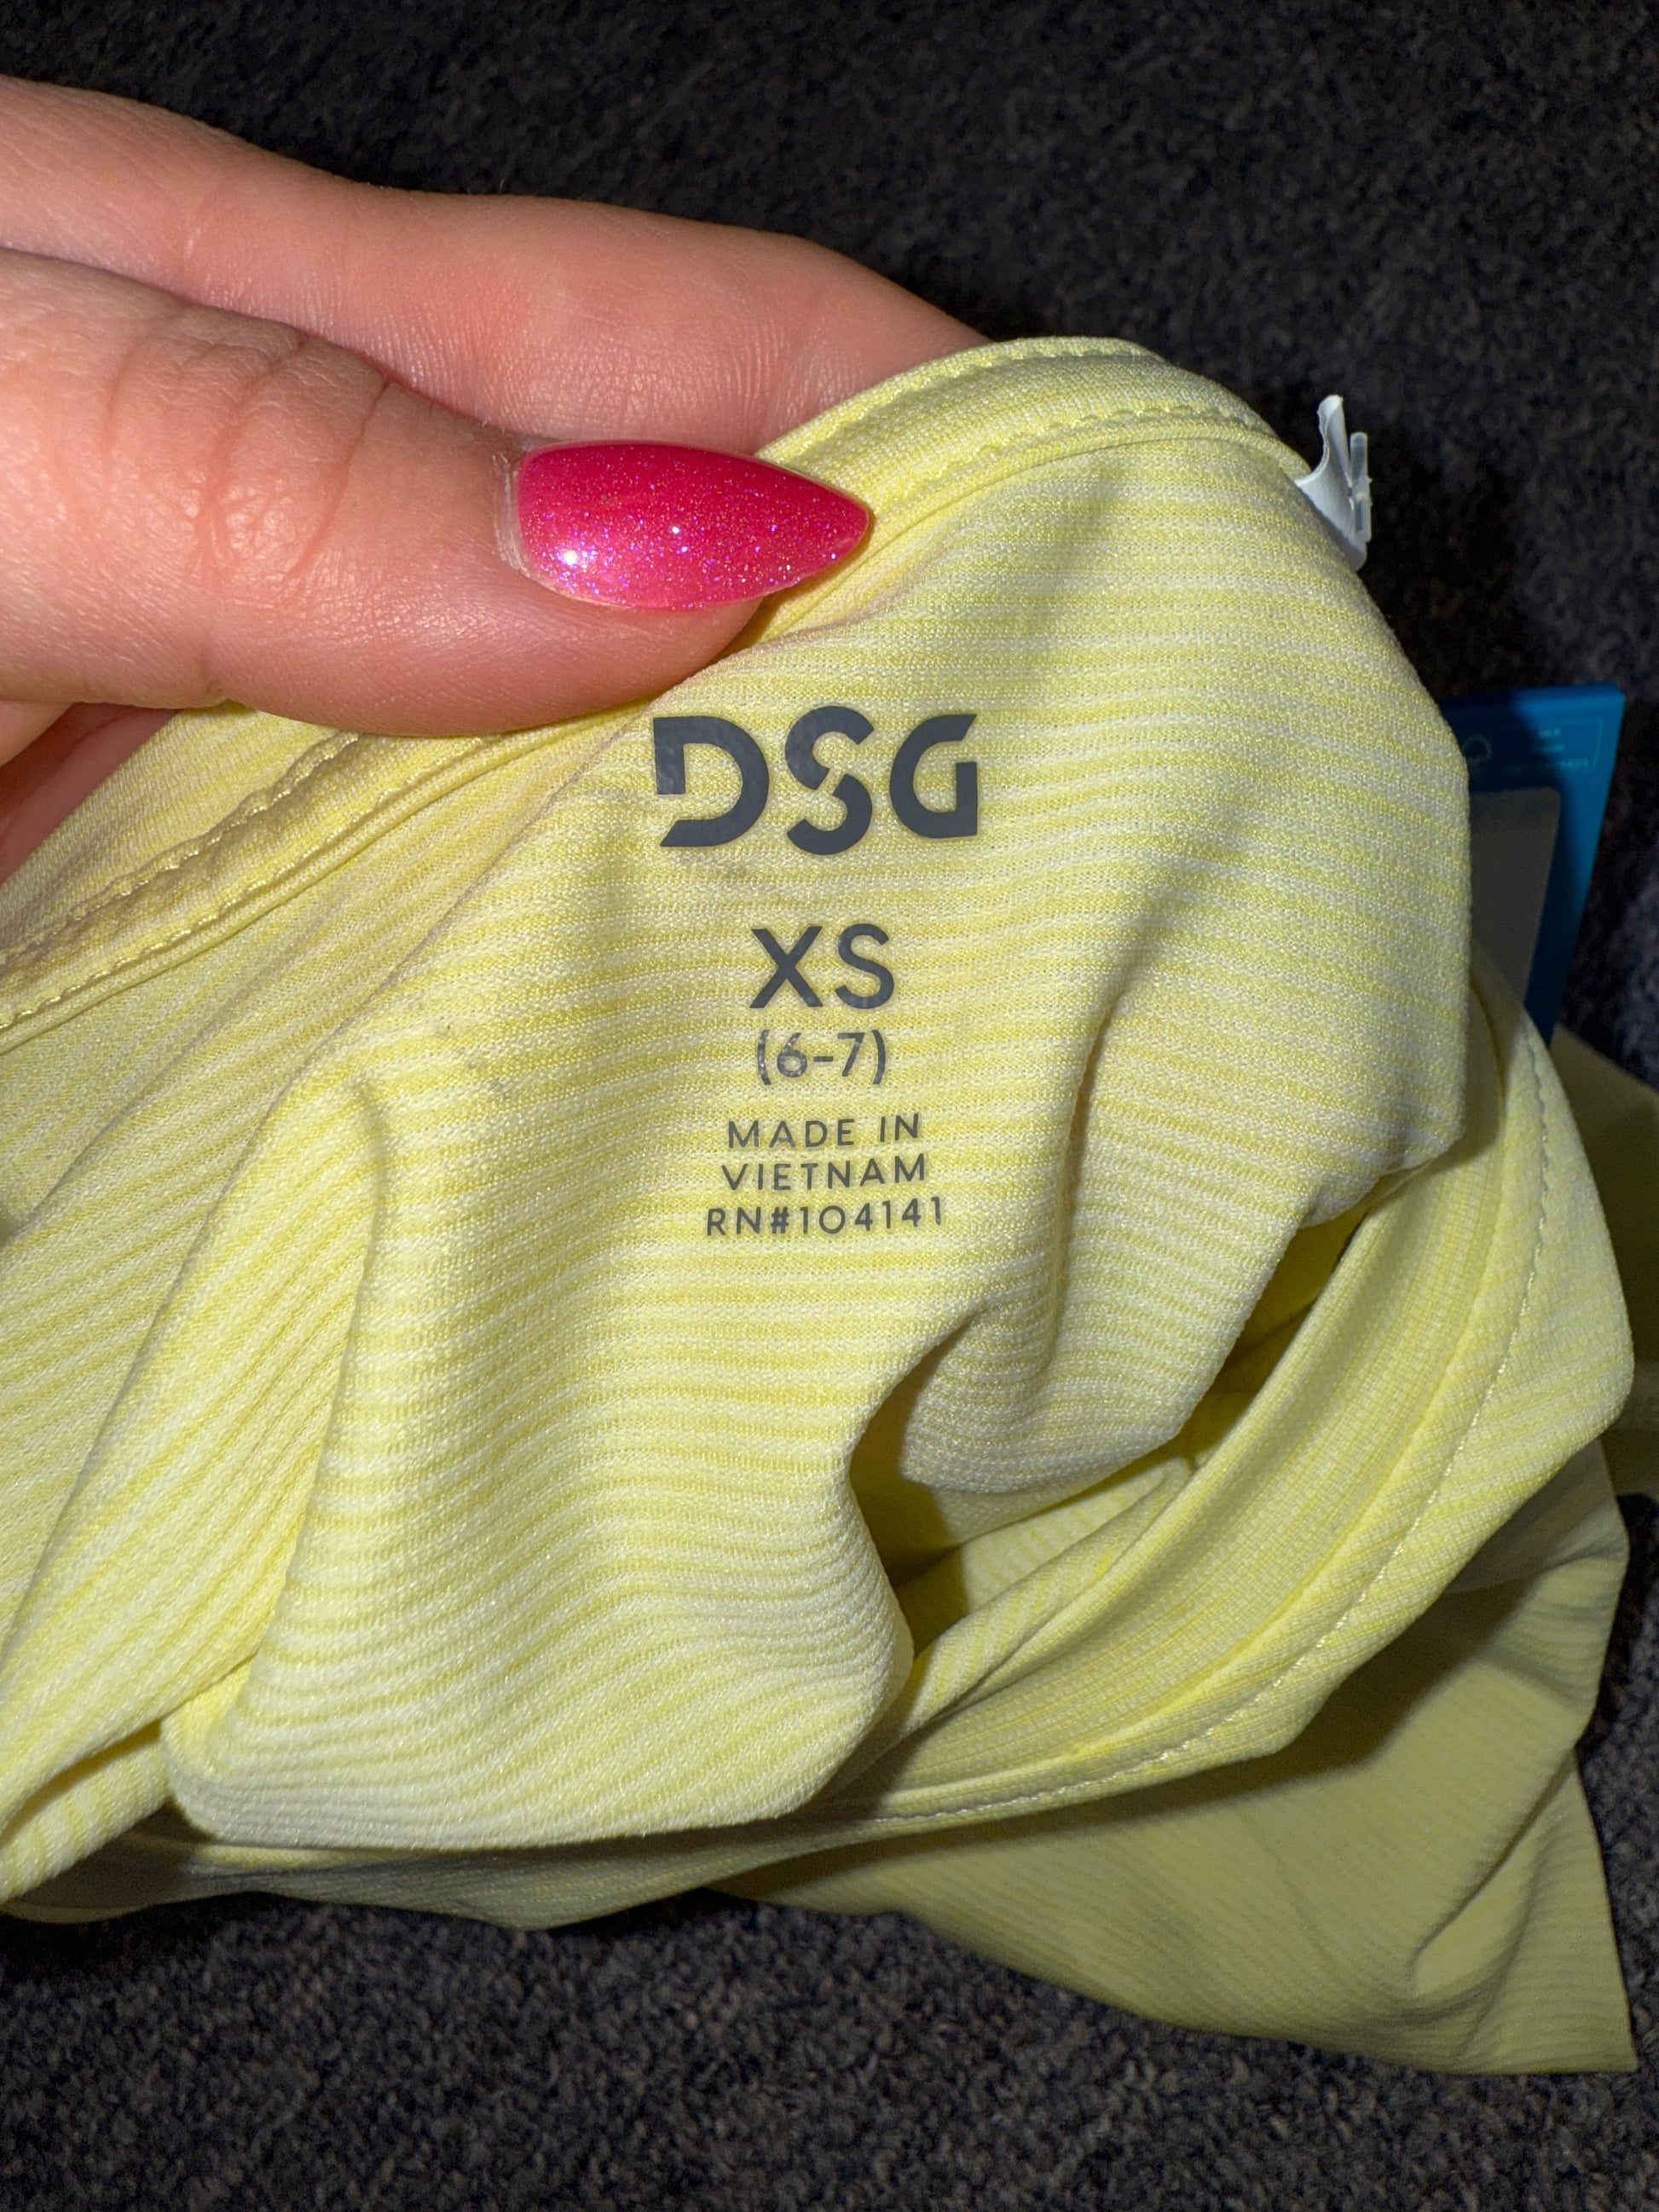 DSG
XS
(6-7)
MADE IN
VIETNAM
RN#104141